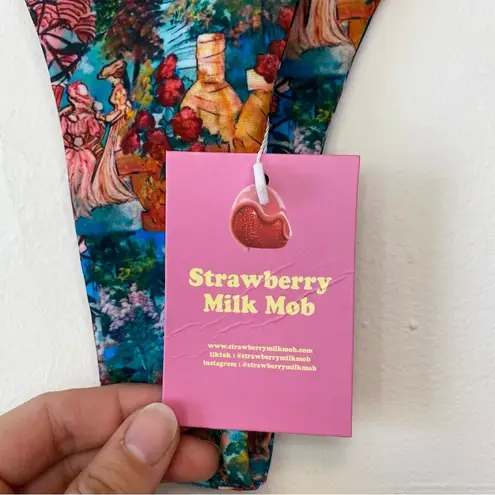 Strawberry
Milk Mob
www.strawberrymilkmob.com
tiktok : @strawberrymilkmob
instagram : @strawberrymilkmob